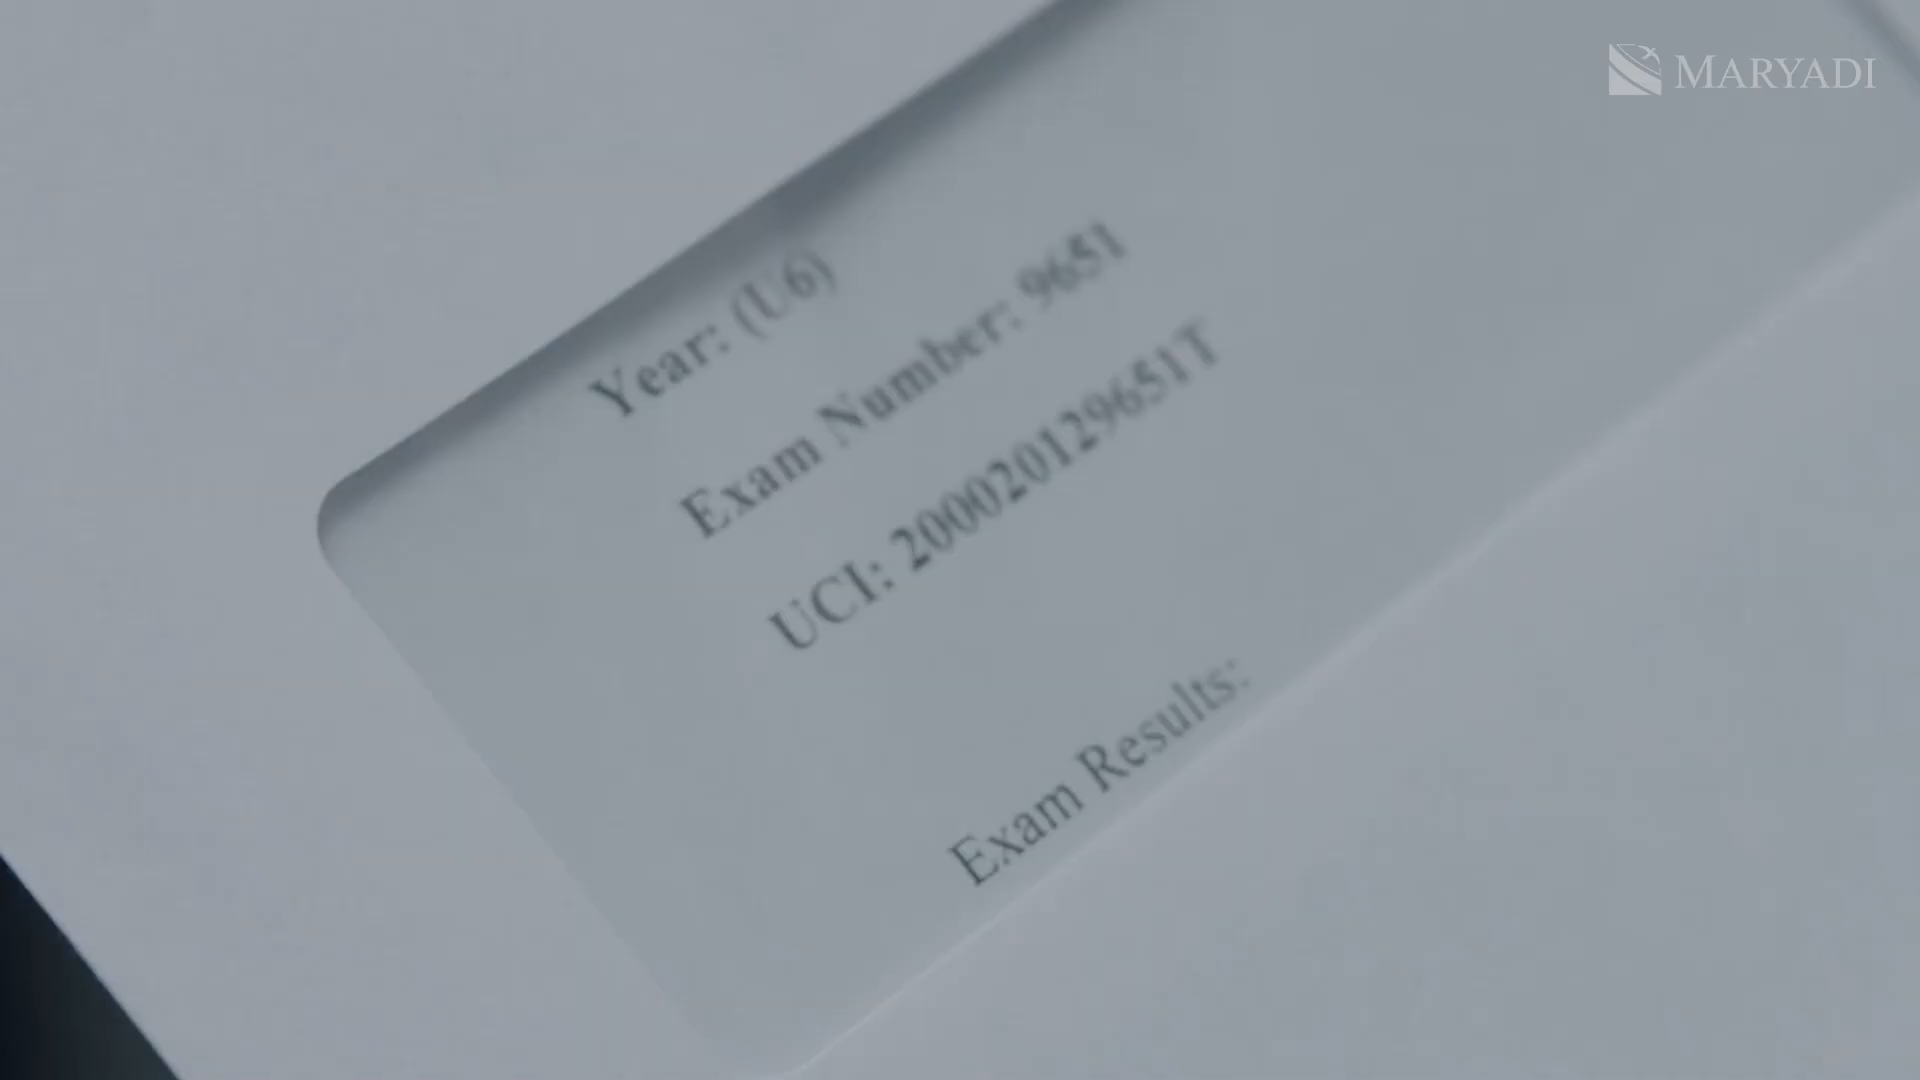 MARYADI
Year: (U6)
Exam Number: 9651
UCI: 200020129651T
Exam Results: